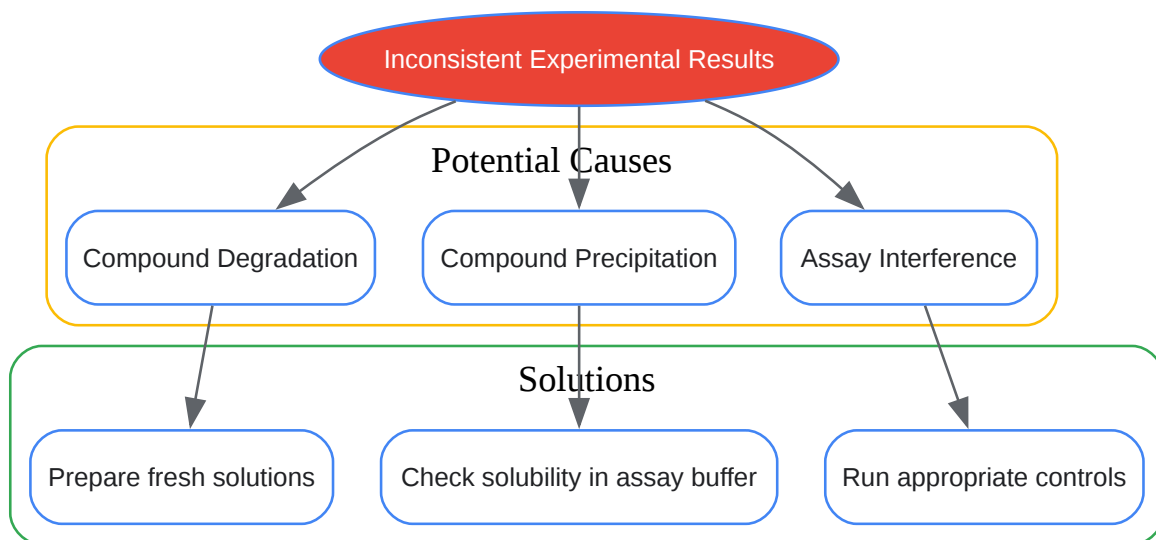 Inconsistent Experimental Results
Potential Causes
Compound Degradation
Compound Precipitation
Assay Interference
Solutions
Prepare fresh solutions
Check solubility in assay buffer
Run appropriate controls